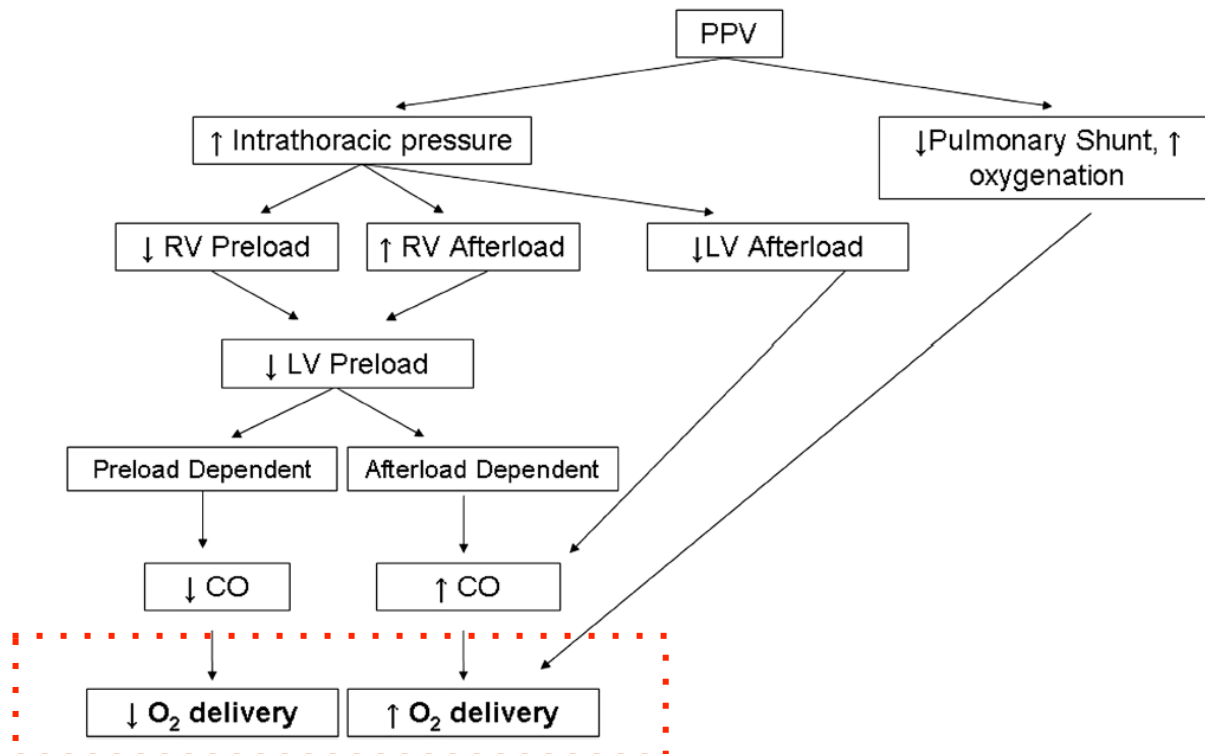 PPV
↑ Intrathoracic pressure
↓Pulmonary Shunt, ↑
oxygenation
↓ RV Preload
↑ RV Afterload
↓LV Afterload
↓ LV Preload
Preload Dependent
Afterload Dependent
↓ CO
↑ CO
↓ O₂ delivery
↑ O₂ delivery